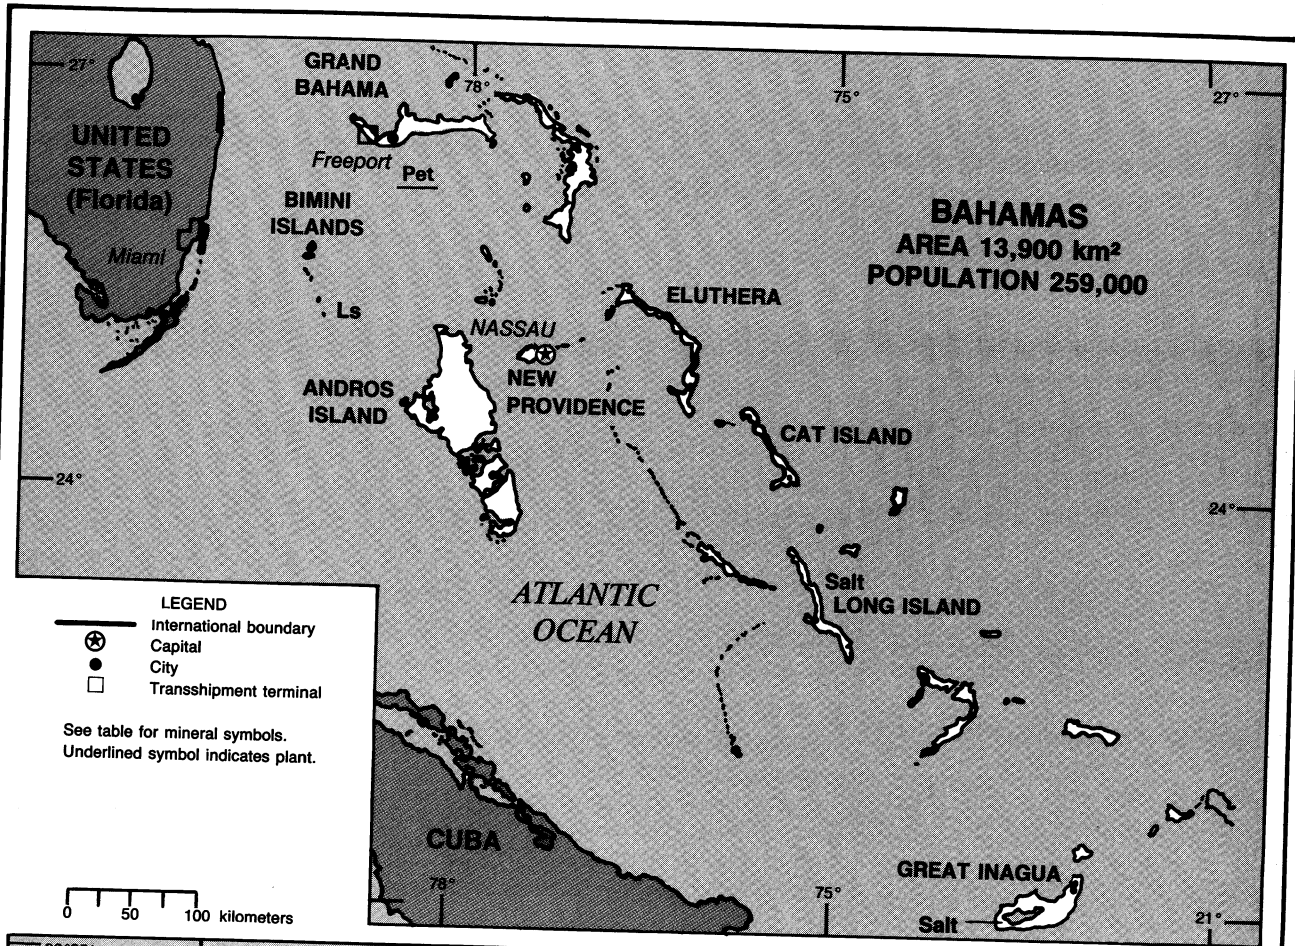 GRAND
BAHAMA
27°
78°
75°
27°
UNITED
STATES
(Florida)
Freeport
Pet
BIMINI
ISLANDS
BAHAMAS
AREA 13,900 km²
POPULATION 259,000
Miami
ELUTHERA
Ls
NASSAU
NEW
PROVIDENCE
ANDROS
ISLAND
CAT ISLAND
24°
24°
Salt
LONG ISLAND
ATLANTIC
OCEAN
LEGEND
International boundary
Capital
City
Transshipment terminal
See table for mineral symbols.
Underlined symbol indicates plant.
CUBA
78°
75°
GREAT INAGUA
Salt
21°
0 50 100 kilometers